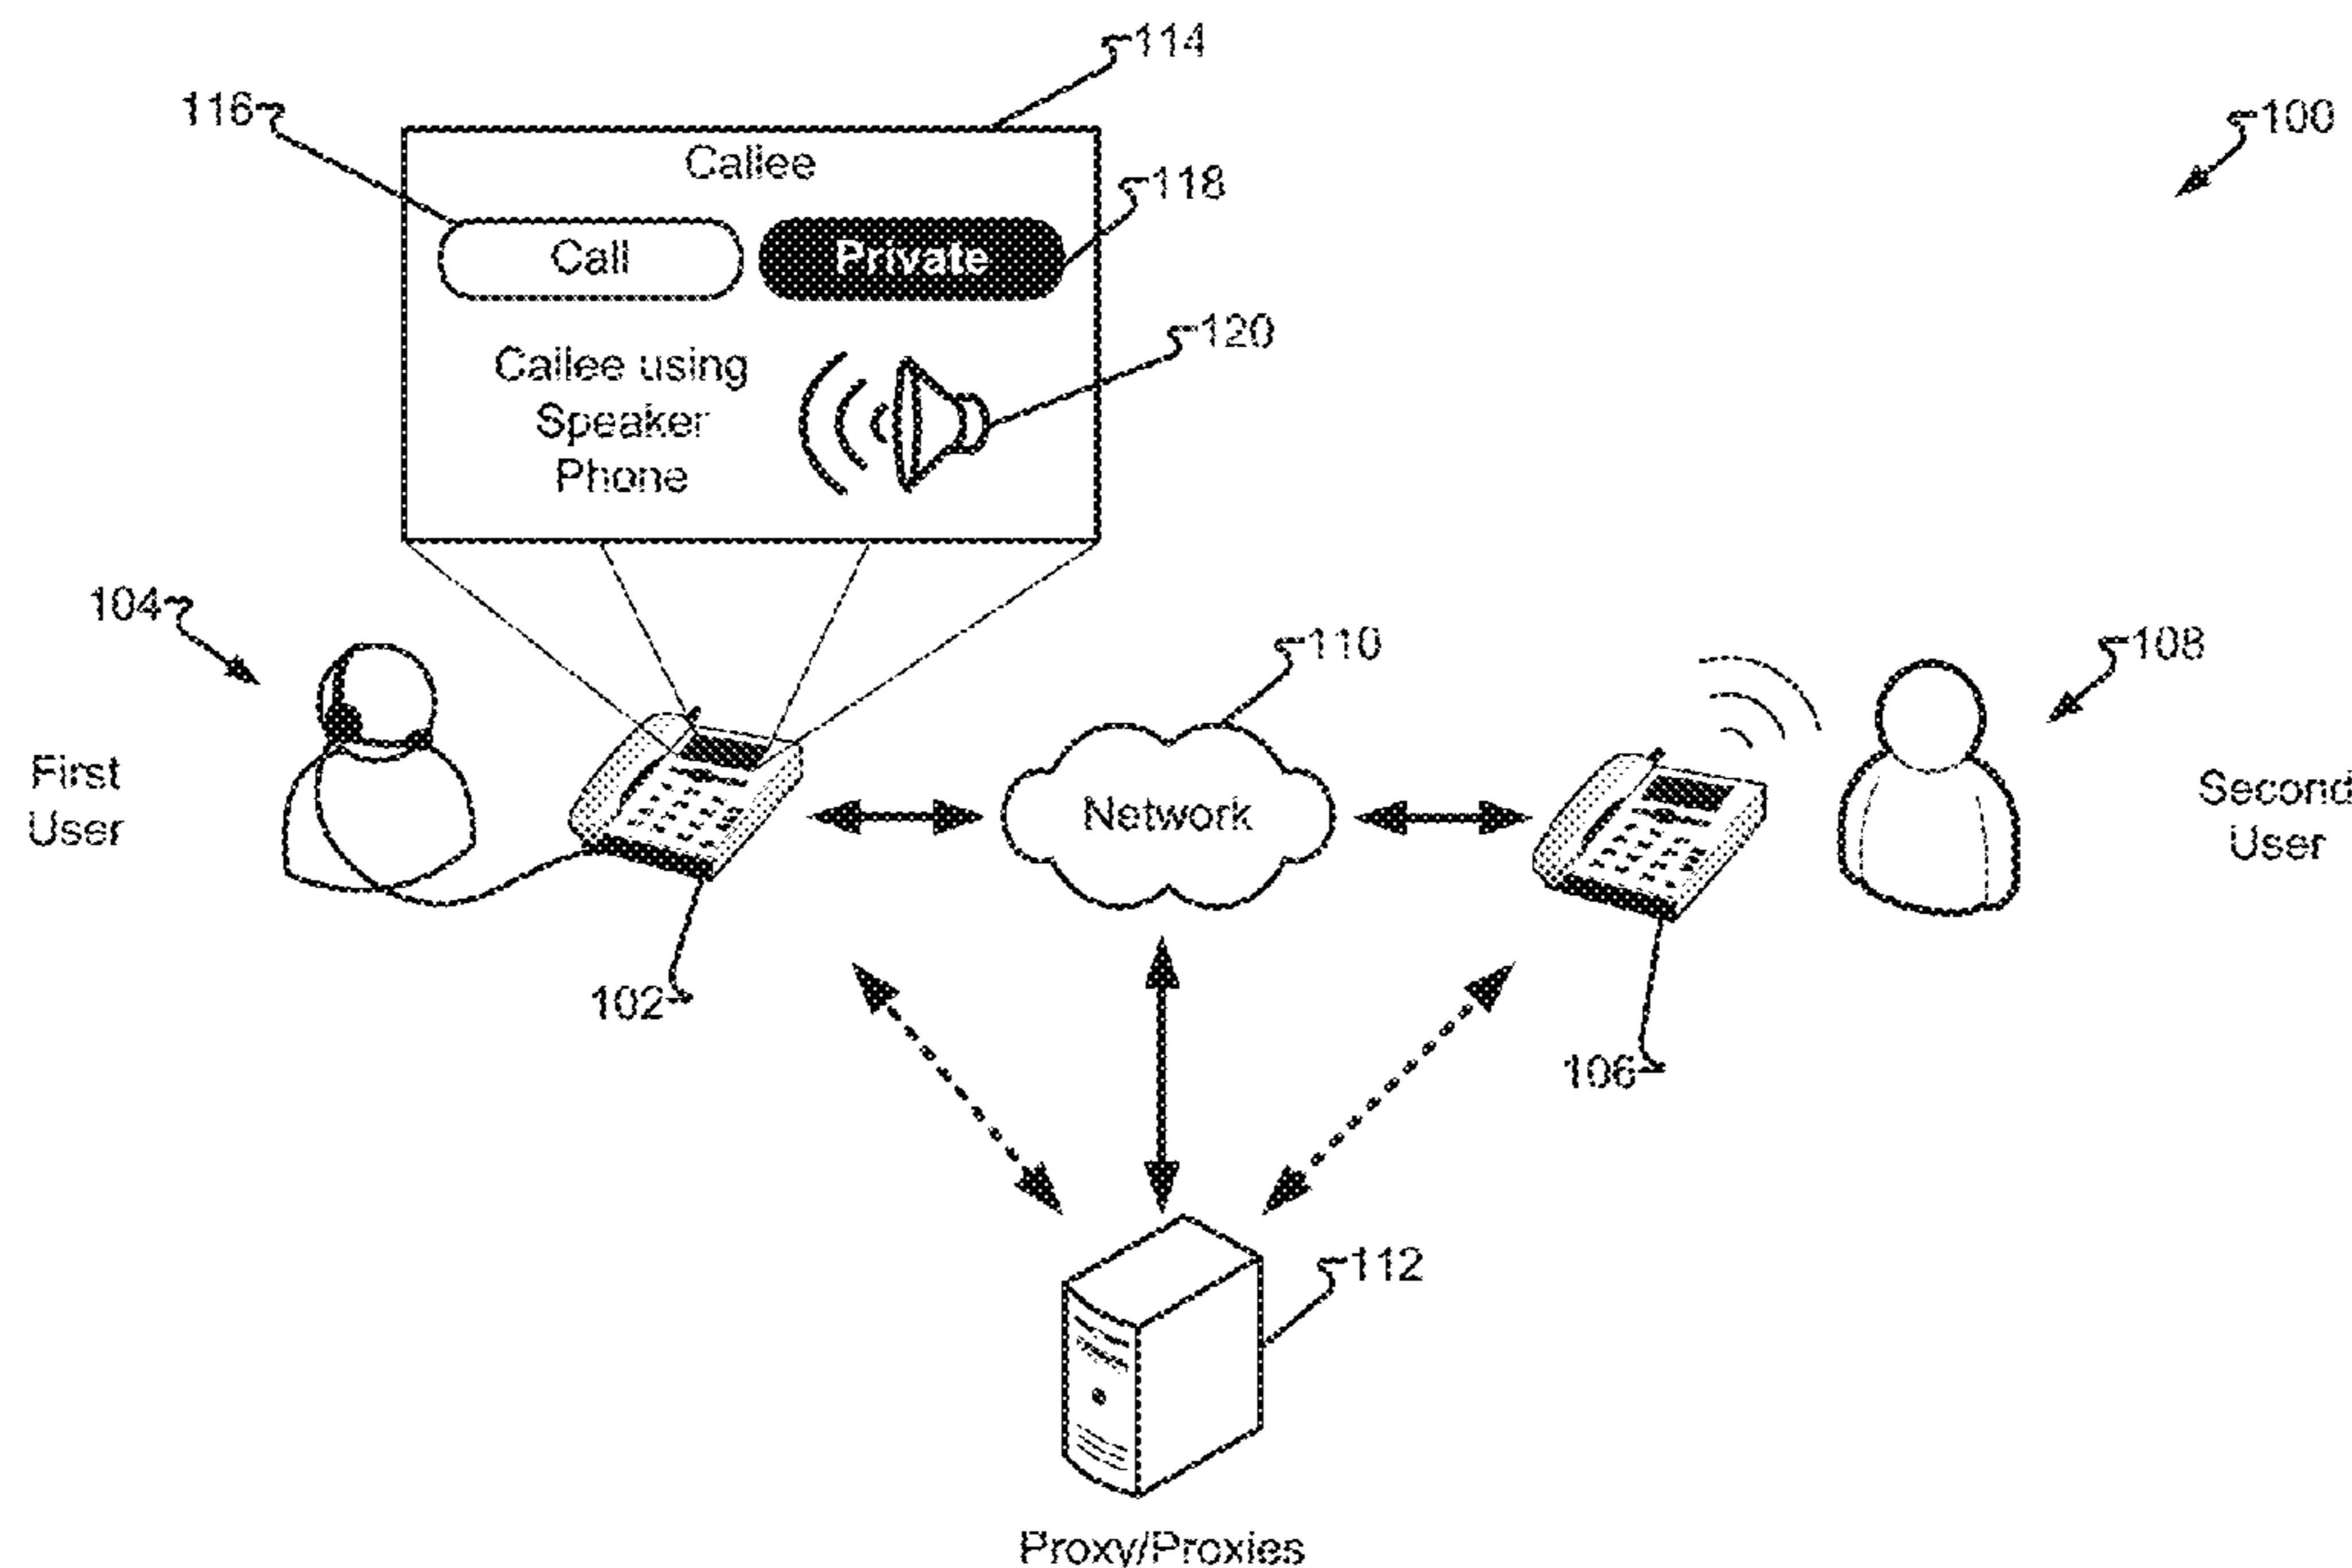 114
116
100
Callee
118
Call
Private
120
Callee using
Speaker
Phone
104
110
108
First
User
Network
Second
User
102
106
112
Proxy/Proxies